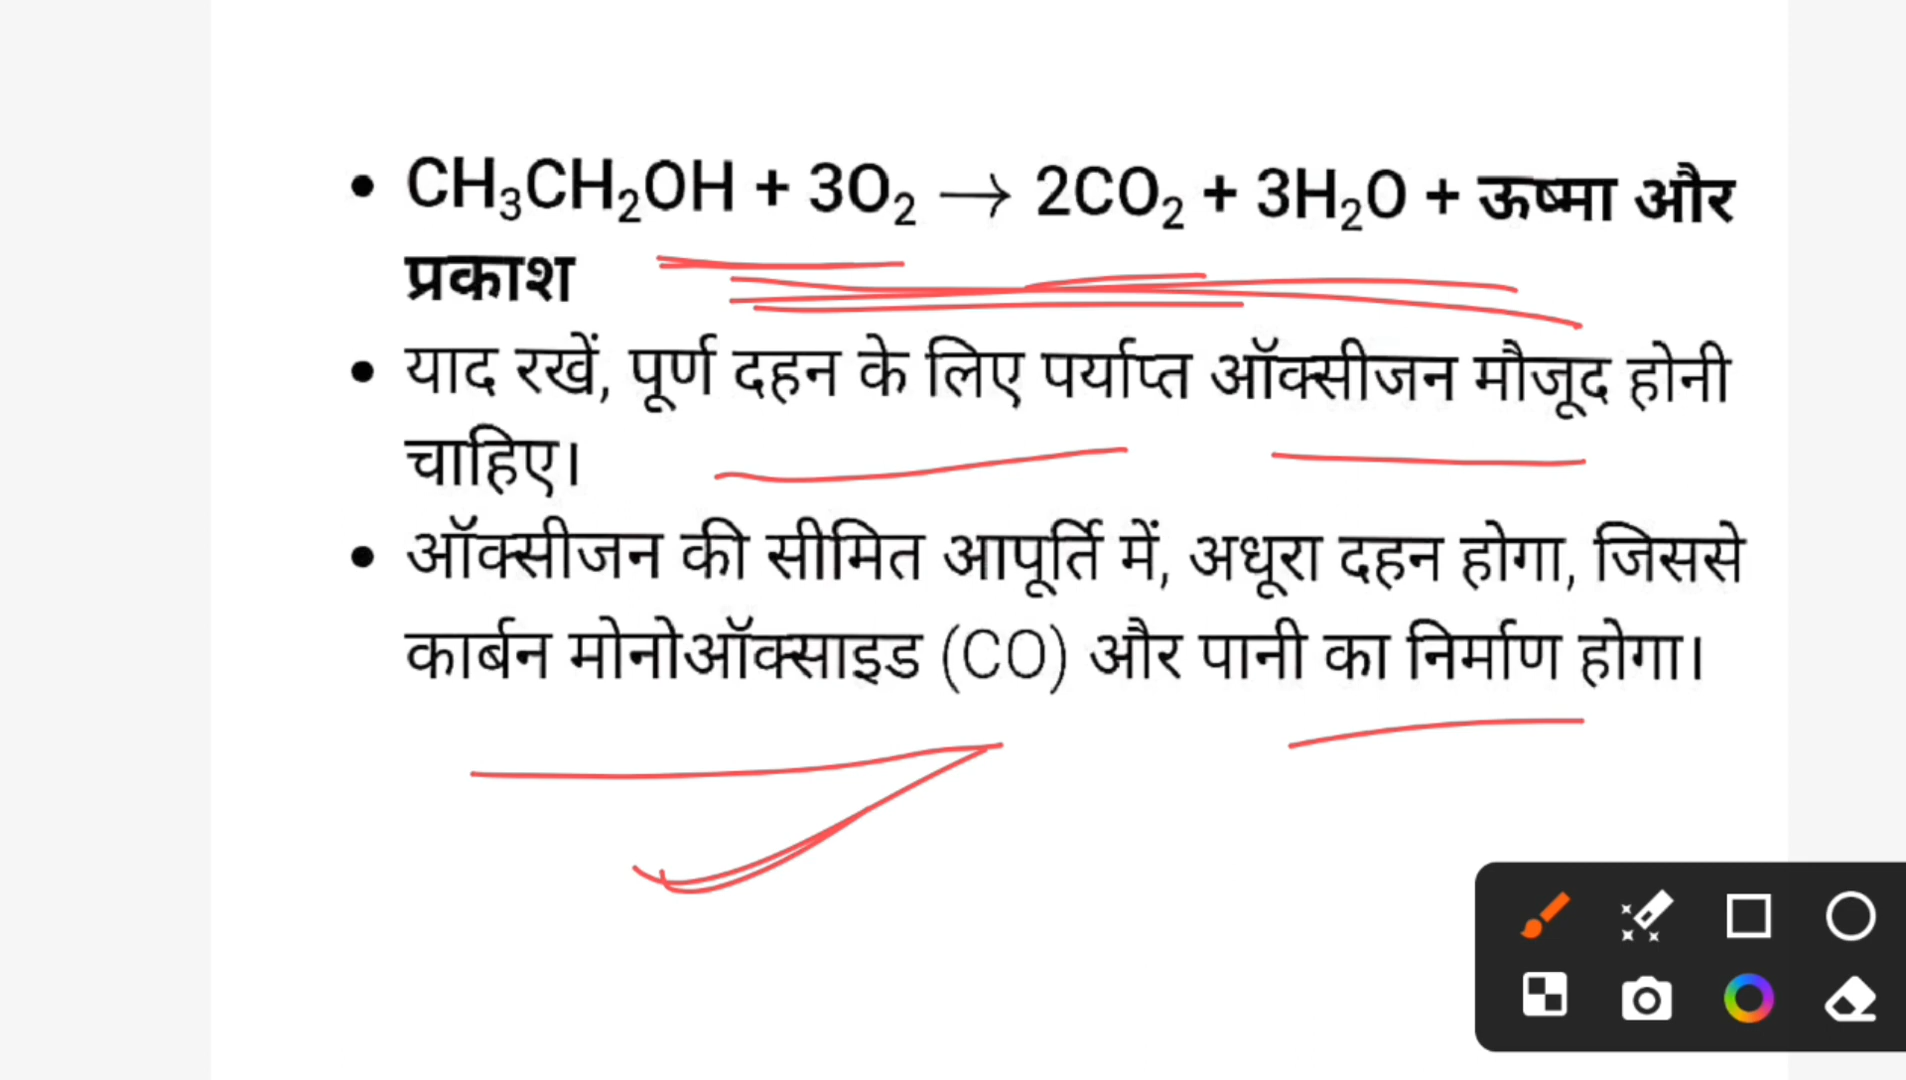 • CH₃CH₂OH + 3O₂ → 2CO₂ + 3H₂O + ऊष्मा और
प्रकाश
• याद रखें, पूर्ण दहन के लिए पर्याप्त ऑक्सीजन मौजूद होनी
चाहिए।
• ऑक्सीजन की सीमित आपूर्ति में, अधूरा दहन होगा, जिससे
कार्बन मोनोऑक्साइड (CO) और पानी का निर्माण होगा।